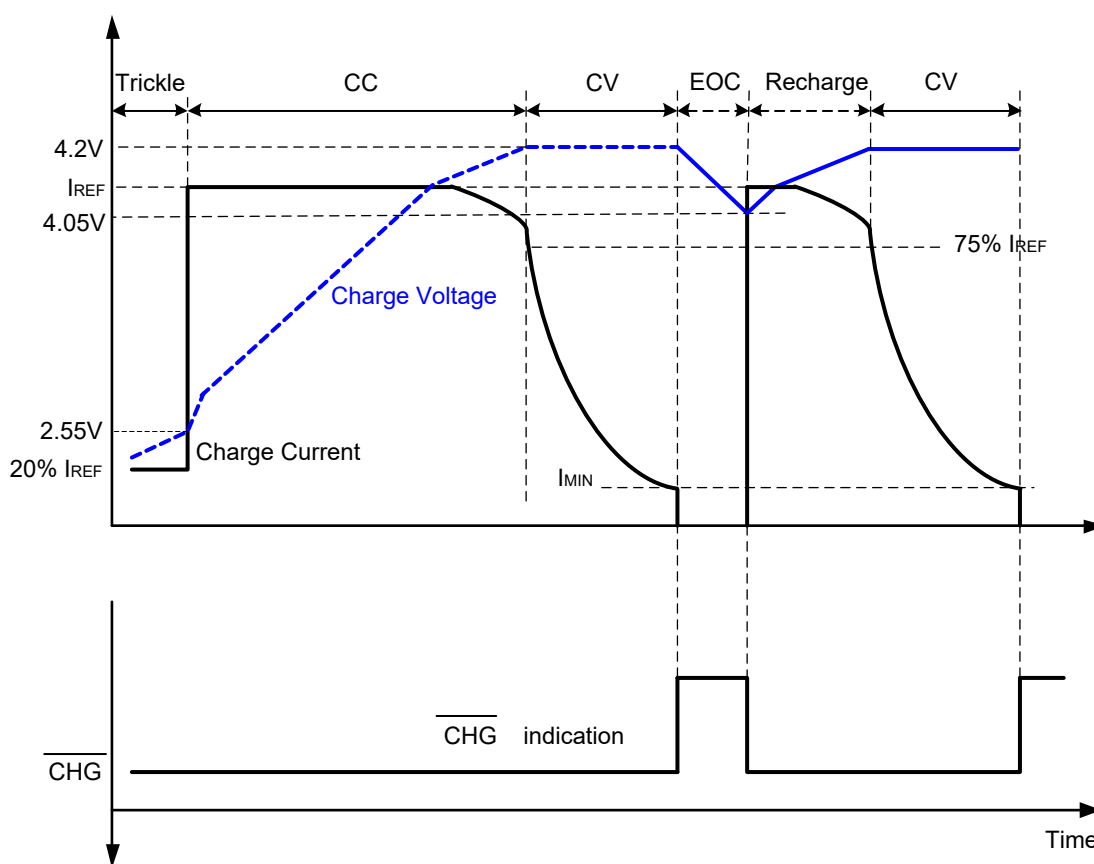 Trickle CC CV EOC Recharge CV
4.2V
IREF
4.05V
75% IREF
Charge Voltage
2.55V
Charge Current
20% IREF
IMIN
CHG indication
CHG
Time